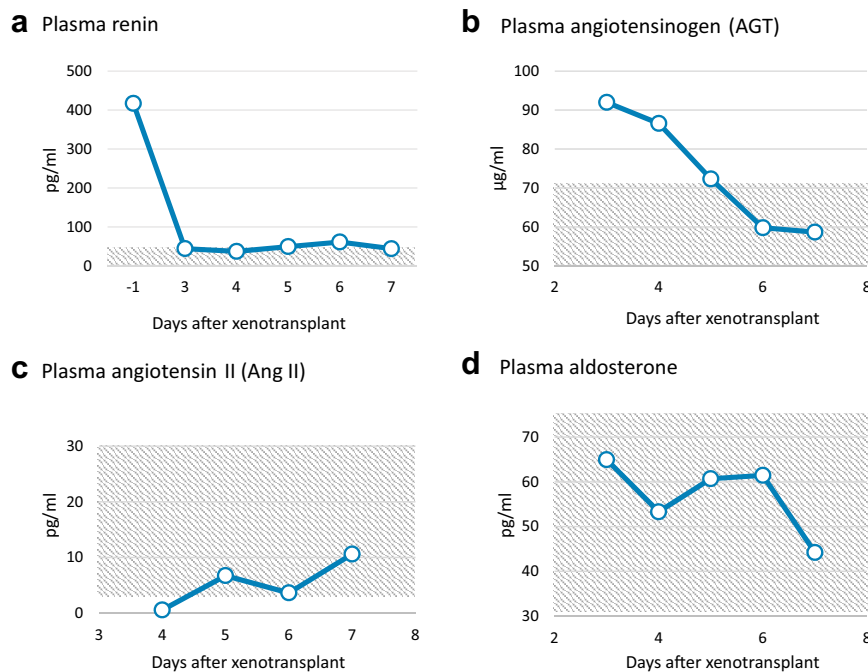 a Plasma renin
500
400
300
200
100
0
pg/ml
-1 3 4 5 6 7
Days after xenotransplant
b Plasma angiotensinogen (AGT)
100
90
80
70
60
50
µg/ml
2 4 6 8
Days after xenotransplant
c Plasma angiotensin II (Ang II)
30
20
10
0
pg/ml
3 4 5 6 7 8
Days after xenotransplant
d Plasma aldosterone
70
60
50
40
30
pg/ml
2 4 6 8
Days after xenotransplant